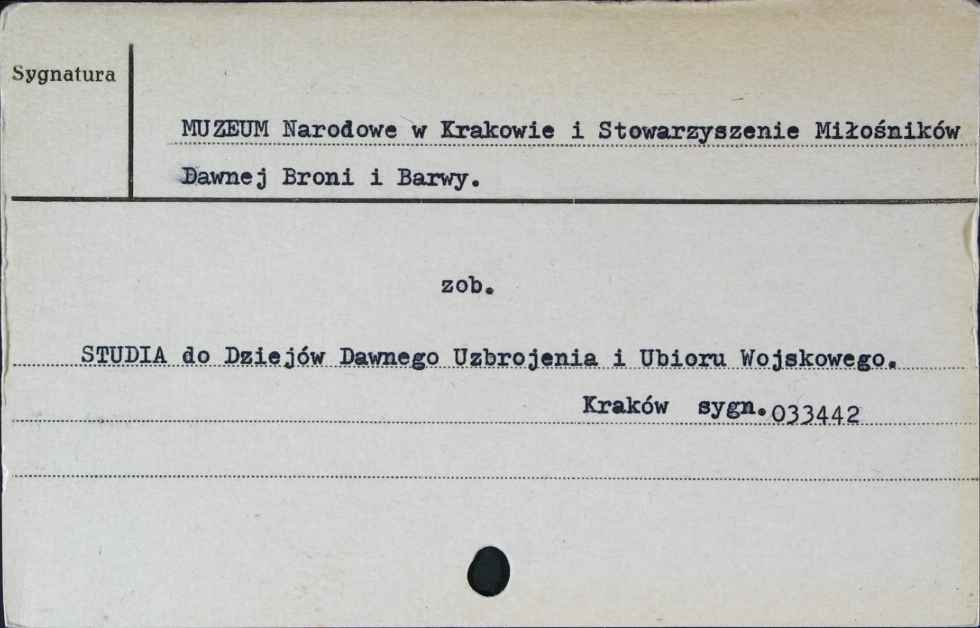 Sygnatura
MUZEUM Narodowe w Krakowie i Stowarzyszenie Miłośników
Dawnej Broni i Barwy.
zob.
STUDIA do Dziejów Dawnego Uzbrojenia i Ubioru Wojskowego.
Kraków sygn. 033442